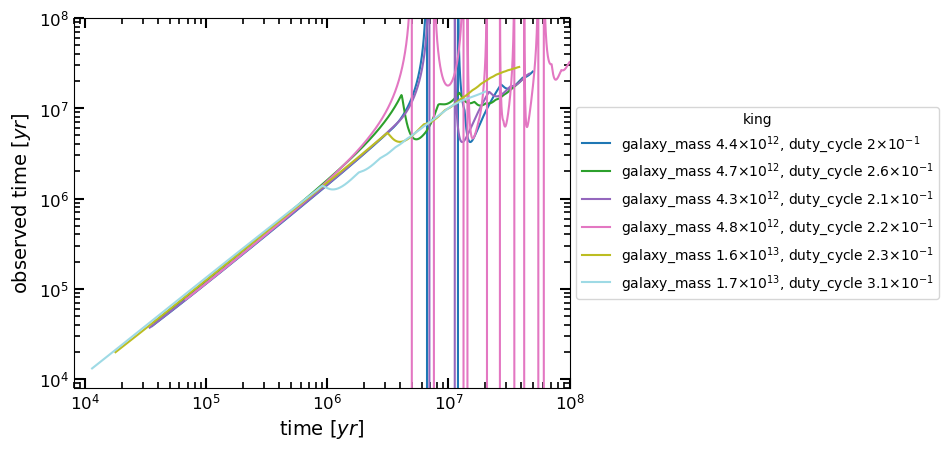 10^8
10^7
10^6
10^5
10^4
observed time [yr]
10^4 10^5 10^6 10^7 10^8
time [yr]
king
galaxy_mass 4.4×10^12, duty_cycle 2×10^−1
galaxy_mass 4.7×10^12, duty_cycle 2.6×10^−1
galaxy_mass 4.3×10^12, duty_cycle 2.1×10^−1
galaxy_mass 4.8×10^12, duty_cycle 2.2×10^−1
galaxy_mass 1.6×10^13, duty_cycle 2.3×10^−1
galaxy_mass 1.7×10^13, duty_cycle 3.1×10^−1